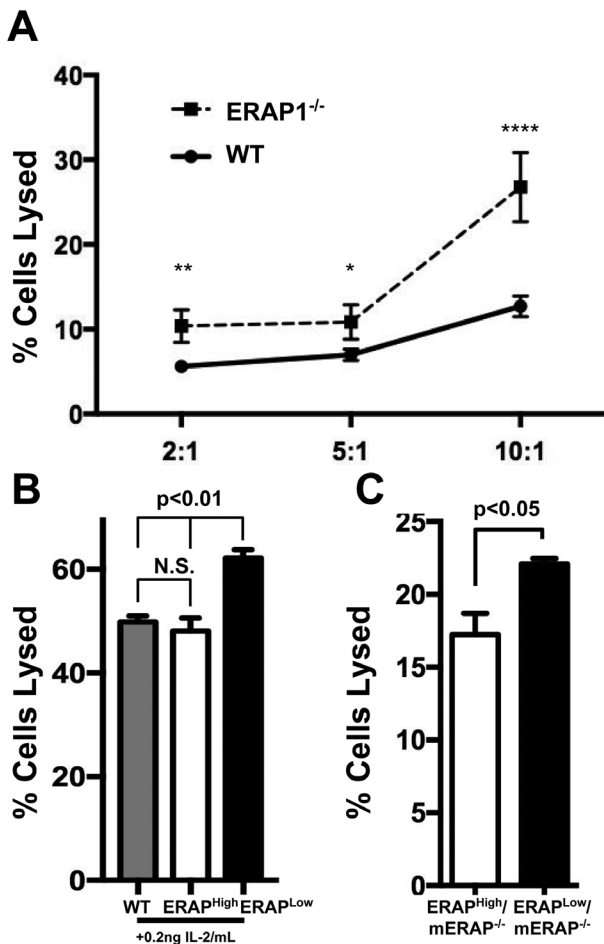 A
% Cells Lysed
40
30
20
10
0
ERAP1-/-
WT
**
*
****
2:1
5:1
10:1
B
p<0.01
N.S.
% Cells Lysed
60
40
20
0
WT
ERAPHigh
ERAPLow
+0.2ng IL-2/mL
C
p<0.05
% Cells Lysed
25
20
15
10
5
0
ERAPHigh/
mERAP-/-
ERAPLow/
mERAP-/-